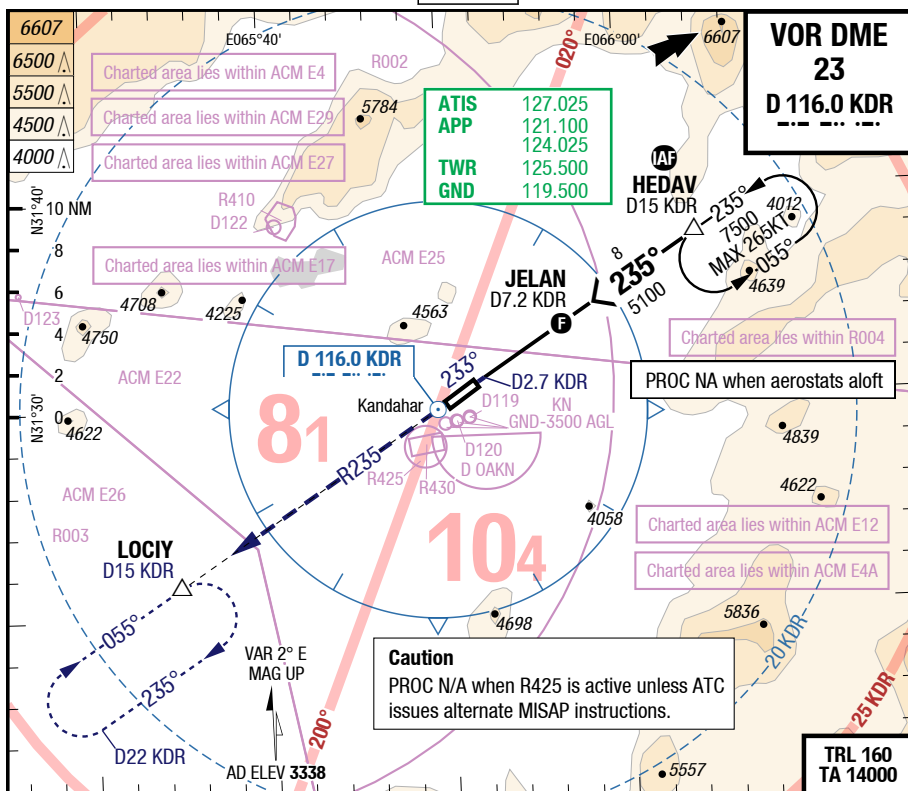 6607
6500
5500
4500
4000
E065°40'
E066°00'
R002
020°
6607
VOR DME
23
D 116.0 KDR
Charted area lies within ACM E4
Charted area lies within ACM E29
Charted area lies within ACM E27
5784
ATIS 127.025
APP 121.100
124.025
TWR 125.500
GND 119.500
IAF
HEDAV
D15 KDR
N31°40'
10 NM
8
6
4
2
0
N31°30'
R410
D122
Charted area lies within ACM E17
ACM E25
235°
7500
MAX 265KT
055°
4012
4639
8
235°
5100
JELAN
D7.2 KDR
F
D123
4708
4750
4225
4563
Charted area lies within R004
PROC NA when aerostats aloft
ACM E22
D 116.0 KDR
233°
D2.7 KDR
Kandahar
D119
KN
GND-3500 AGL
D120
D OAKN
R425
R430
4622
81
R235
4839
4622
ACM E26
R003
4058
Charted area lies within ACM E12
Charted area lies within ACM E4A
LOCIY
D15 KDR
104
055°
235°
D22 KDR
4698
5836
20 KDR
VAR 2° E
MAG UP
Caution
PROC N/A when R425 is active unless ATC
issues alternate MISAP instructions.
200°
25 KDR
AD ELEV 3338
5557
TRL 160
TA 14000